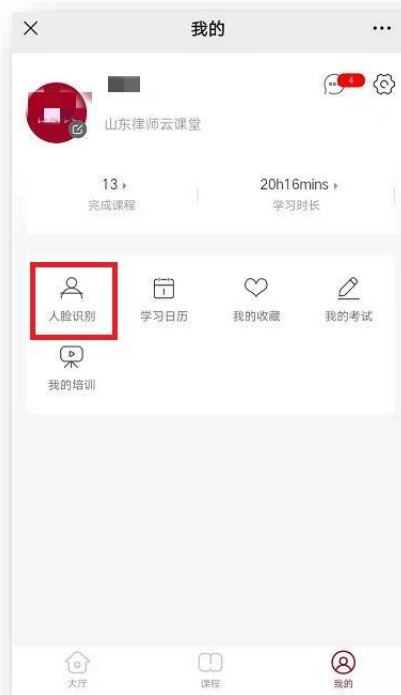 我的
4
山东律师云课堂
13 20h16mins
完成课程 学习时长
人脸识别 学习日历 我的收藏 我的考试
我的培训
大厅 课程 我的